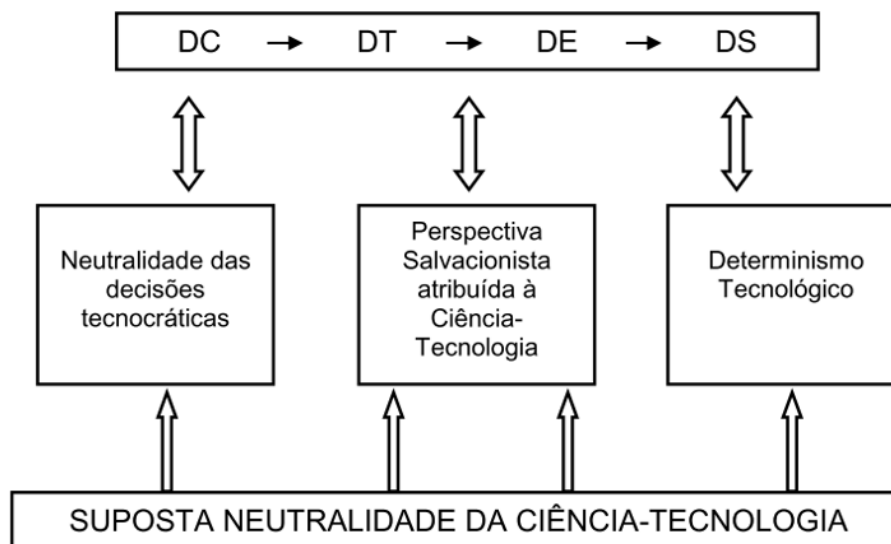 DC → DT → DE → DS
Neutralidade das
decisões
tecnocráticas
Perspectiva
Salvacionista
atribuída à
Ciência-
Tecnologia
Determinismo
Tecnológico
SUPOSTA NEUTRALIDADE DA CIÊNCIA-TECNOLOGIA